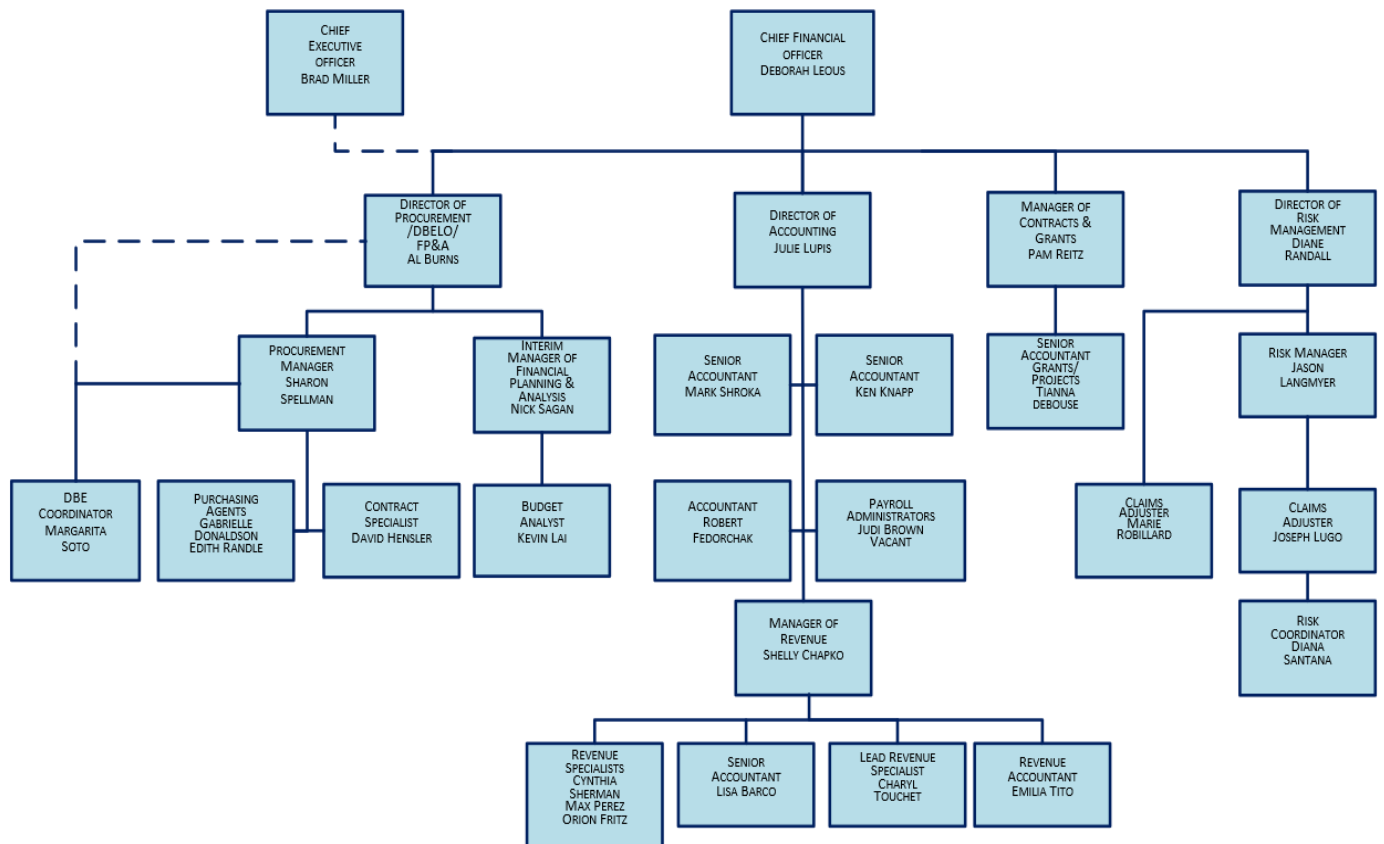 Chief
Executive
officer
Brad Miller
Chief Financial
officer
Deborah Leous
Director of
Procurement
/DBELO/
FP&A
Al Burns
Director of
Accounting
Julie Lupis
Manager of
Contracts &
Grants
Pam Reitz
Director of
Risk
Management
Diane
Randall
Procurement
Manager
Sharon
Spellman
Interim
Manager of
Financial
Planning &
Analysis
Nick Sagan
Senior
Accountant
Mark Shroka
Senior
Accountant
Ken Knapp
Senior
Accountant
Grants/
Projects
Tianna
debouse
Risk Manager
Jason
Langmyer
DBE
Coordinator
Margarita
Soto
Purchasing
Agents
Gabrielle
Donaldson
Edith Randle
Contract
Specialist
David Hensler
Budget
Analyst
Kevin Lai
Accountant
Robert
Fedorchak
Payroll
Administrators
Judi Brown
Vacant
Claims
Adjuster
Marie
Robillard
Claims
Adjuster
Joseph Lugo
Manager of
Revenue
Shelly Chapko
Risk
Coordinator
Diana
Santana
Revenue
Specialists
Cynthia
Sherman
Max Perez
Orion Fritz
Senior
Accountant
Lisa Barco
Lead Revenue
Specialist
Charyl
Touchet
Revenue
Accountant
Emilia Tito